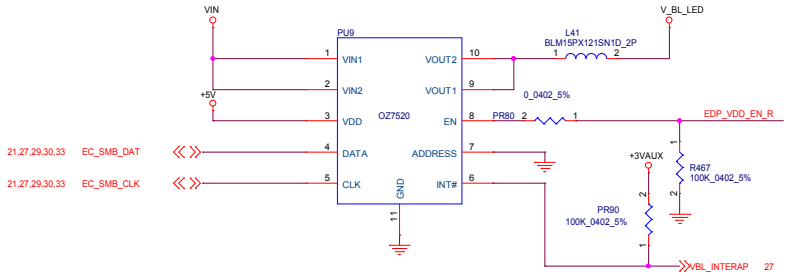 VIN
V_BL_LED
PU9
L41
BLM15PX121SN1D_2P
1 VIN1 VOUT2 10 1 2
2 VIN2 VOUT1 9
+5V 0_0402_5%
3 VDD OZ7520 EN 8 PR80 2 1 EDP_VDD_EN_R
21,27,29,30,33 EC_SMB_DAT 4 DATA ADDRESS 7
1
+3VAUX
R467
100K_0402_5%
21,27,29,30,33 EC_SMB_CLK 5 CLK GND INT# 6
2
2
11
PR90
100K_0402_5%
1
VBL_INTERAP 27